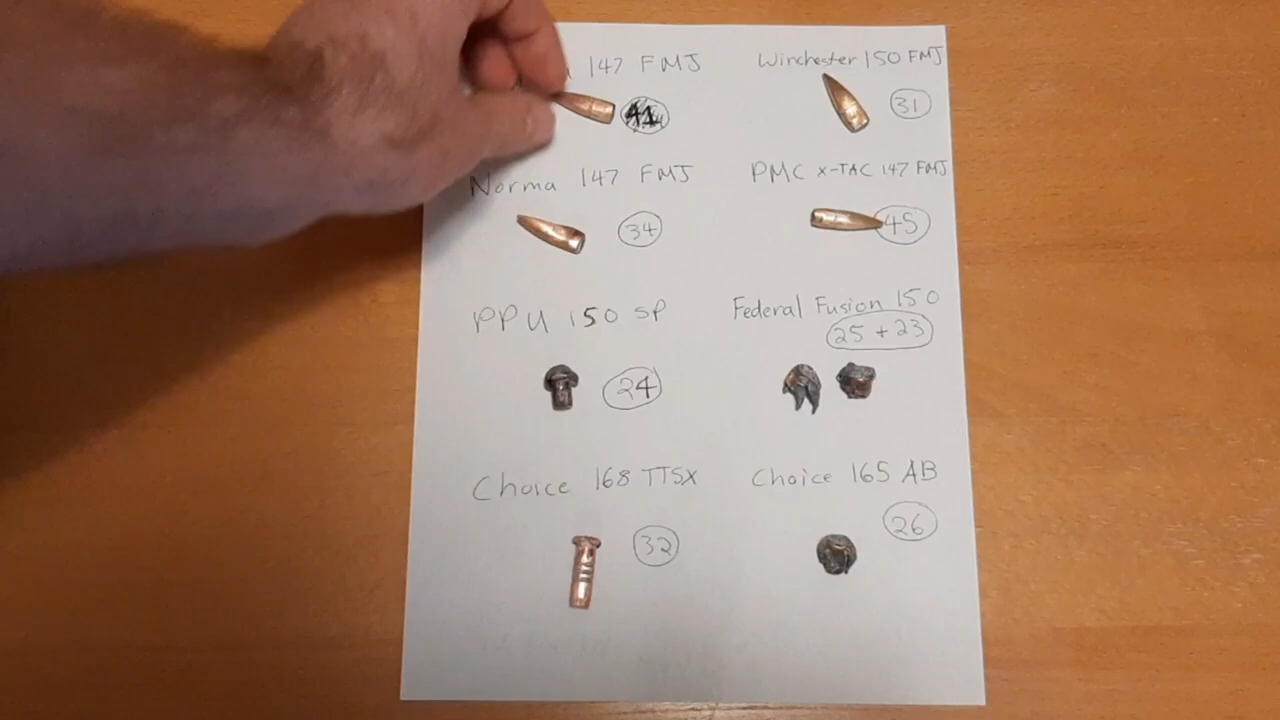 147 FMJ
Winchester 150 FMJ
31
Norma 147 FMJ
PMC X-TAC 147 FMJ
34
45
PPU 150 SP
Federal Fusion 150
25 + 23
24
Choice 168 TTSX
Choice 165 AB
32
26